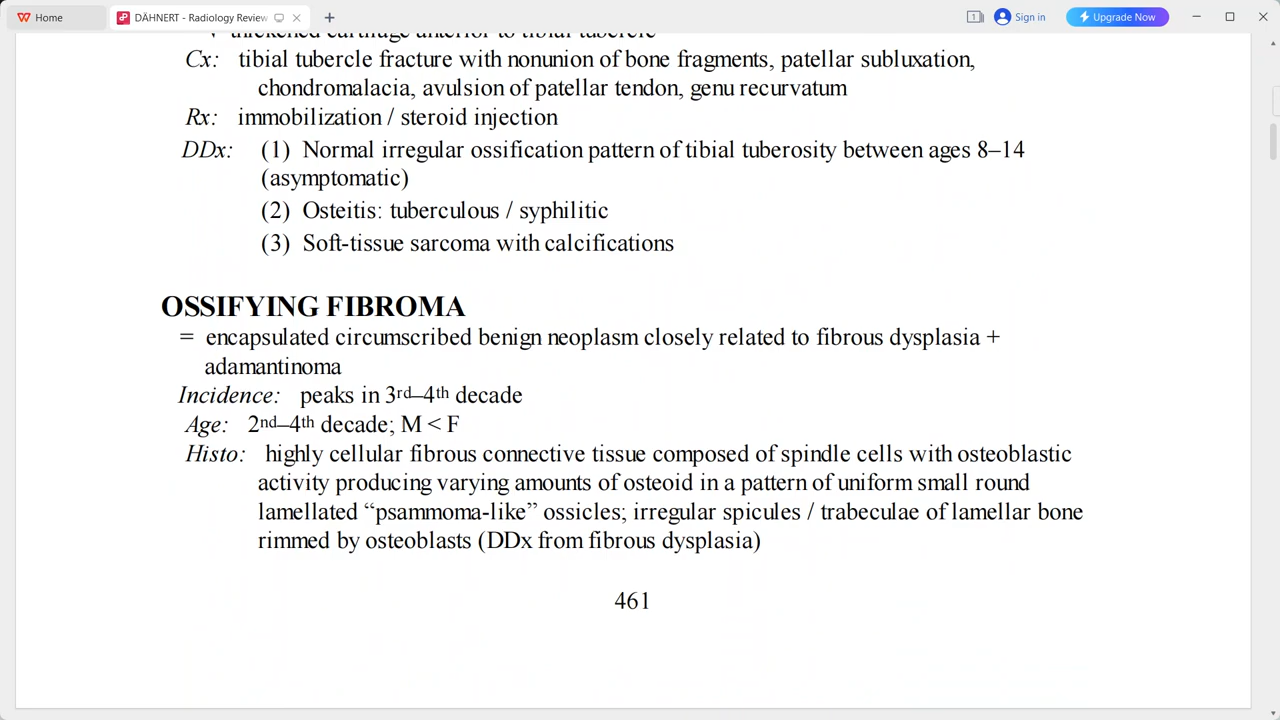 Home
DÄHNERT - Radiology Review
Sign in
Upgrade Now
thickened cartilage anterior to tibial tubercle
Cx: tibial tubercle fracture with nonunion of bone fragments, patellar subluxation,
chondromalacia, avulsion of patellar tendon, genu recurvatum
Rx: immobilization / steroid injection
DDx: (1) Normal irregular ossification pattern of tibial tuberosity between ages 8–14
(asymptomatic)
(2) Osteitis: tuberculous / syphilitic
(3) Soft-tissue sarcoma with calcifications
OSSIFYING FIBROMA
= encapsulated circumscribed benign neoplasm closely related to fibrous dysplasia +
adamantinoma
Incidence: peaks in 3rd–4th decade
Age: 2nd–4th decade; M < F
Histo: highly cellular fibrous connective tissue composed of spindle cells with osteoblastic
activity producing varying amounts of osteoid in a pattern of uniform small round
lamellated “psammoma-like” ossicles; irregular spicules / trabeculae of lamellar bone
rimmed by osteoblasts (DDx from fibrous dysplasia)
461